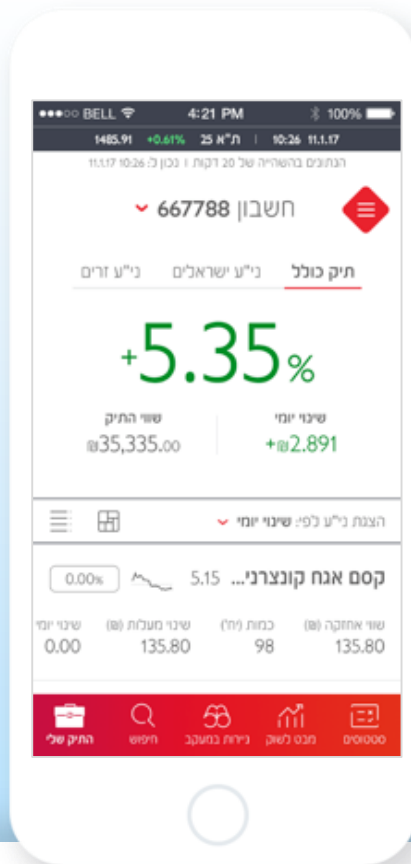 BELL 4:21 PM 100%
1485.91 +0.61% ת"א 25 | 10:26 11.1.17
הנתונים בהשהייה של 20 דקות | נכון ל: 10:26 11.1.17
חשבון 667788
תיק כולל ני"ע ישראלים ני"ע זרים
+5.35%
שינוי יומי שווי התיק
+₪2.891 ₪35,335.00
הצגת ני"ע לפי: שינוי יומי
קסם אגח קונצרני... 5.15 0.00%
שווי אחזקה (₪) כמות (יח') שינוי מעלות (₪) שינוי יומי
135.80 98 135.80 0.00
סטטוסים מבט לשוק ניירות במעקב חיפוש התיק שלי